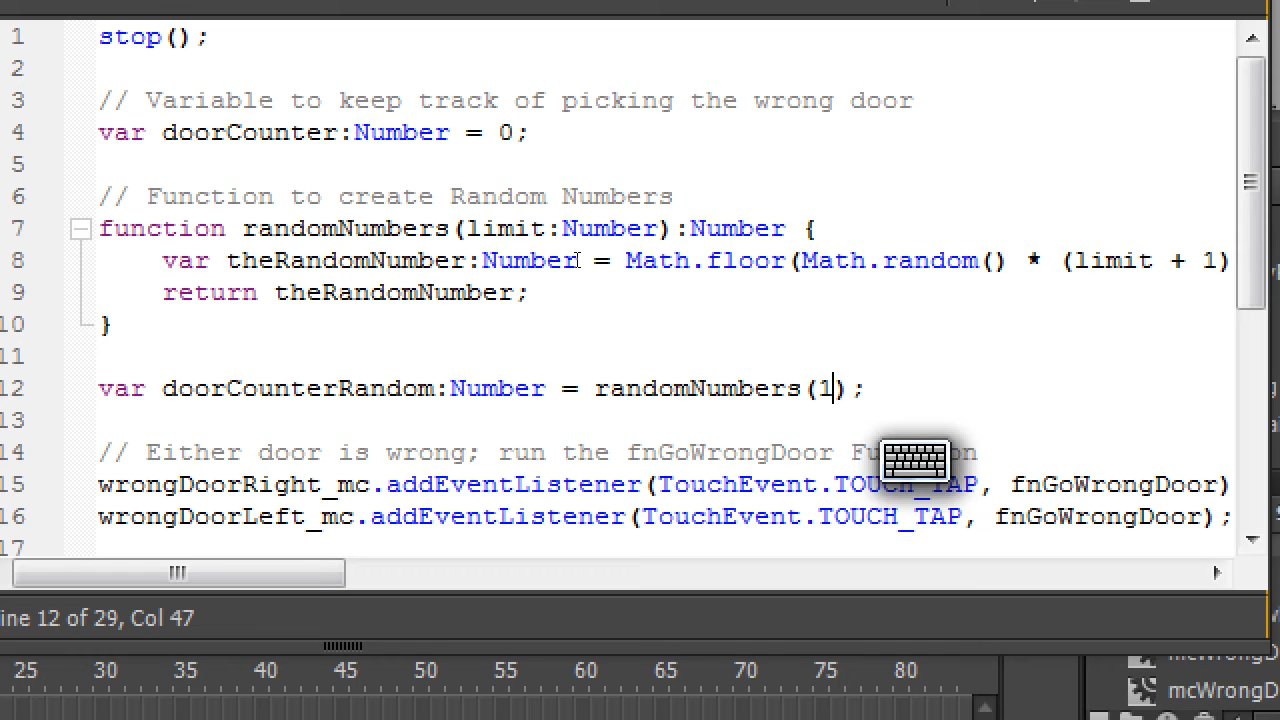 1 stop();
2
3 // Variable to keep track of picking the wrong door
4 var doorCounter:Number = 0;
5
6 // Function to create Random Numbers
7 function randomNumbers(limit:Number):Number {
8 var theRandomNumber:Number = Math.floor(Math.random() * (limit + 1)
9 return theRandomNumber;
10 }
11
12 var doorCounterRandom:Number = randomNumbers(1);
13
14 // Either door is wrong; run the fnGoWrongDoor
15 wrongDoorRight_mc.addEventListener(TouchEvent.TOUCH_TAP, fnGoWrongDoor)
16 wrongDoorLeft_mc.addEventListener(TouchEvent.TOUCH_TAP, fnGoWrongDoor);
17
ine 12 of 29, Col 47
25 30 35 40 45 50 55 60 65 70 75 80
mcWrongD
mcWrongD